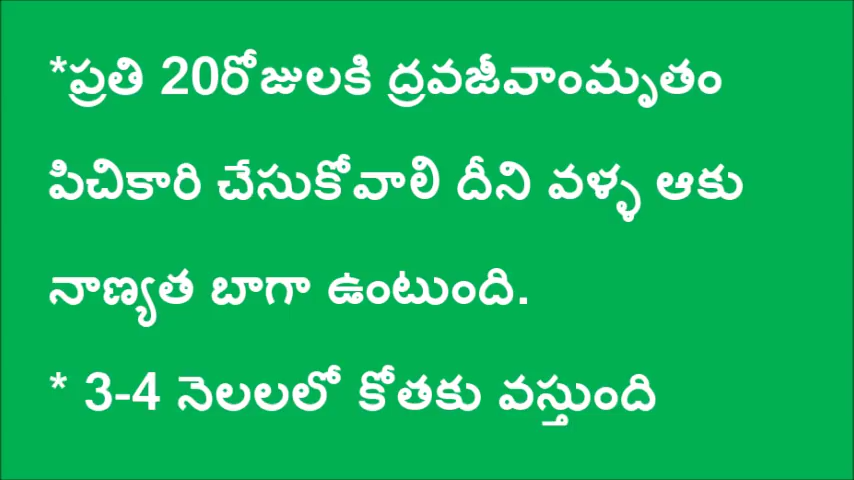 *ప్రతి 20రోజులకి ద్రవజీవాంమృతం
పిచికారి చేసుకోవాలి దీని వళ్ళ ఆకు
నాణ్యత బాగా ఉంటుంది.
* 3-4 నెలలలో కోతకు వస్తుంది